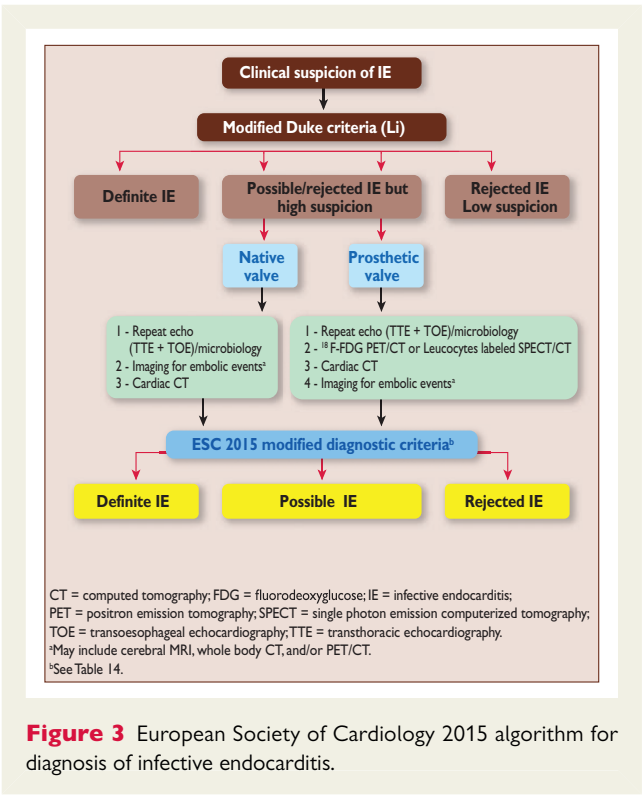 Clinical suspicion of IE
Modified Duke criteria (Li)
Definite IE
Possible/rejected IE but
high suspicion
Rejected IE
Low suspicion
Native
valve
Prosthetic
valve
1 - Repeat echo
(TTE + TOE)/microbiology
2 - Imaging for embolic eventsᵃ
3 - Cardiac CT
1 - Repeat echo (TTE + TOE)/microbiology
2 - ¹⁸F-FDG PET/CT or Leucocytes labeled SPECT/CT
3 - Cardiac CT
4 - Imaging for embolic eventsᵃ
ESC 2015 modified diagnostic criteriaᵇ
Definite IE
Possible IE
Rejected IE
CT = computed tomography; FDG = fluorodeoxyglucose; IE = infective endocarditis;
PET = positron emission tomography; SPECT = single photon emission computerized tomography;
TOE = transoesophageal echocardiography; TTE = transthoracic echocardiography.
ᵃMay include cerebral MRI, whole body CT, and/or PET/CT.
ᵇSee Table 14.
Figure 3 European Society of Cardiology 2015 algorithm for
diagnosis of infective endocarditis.